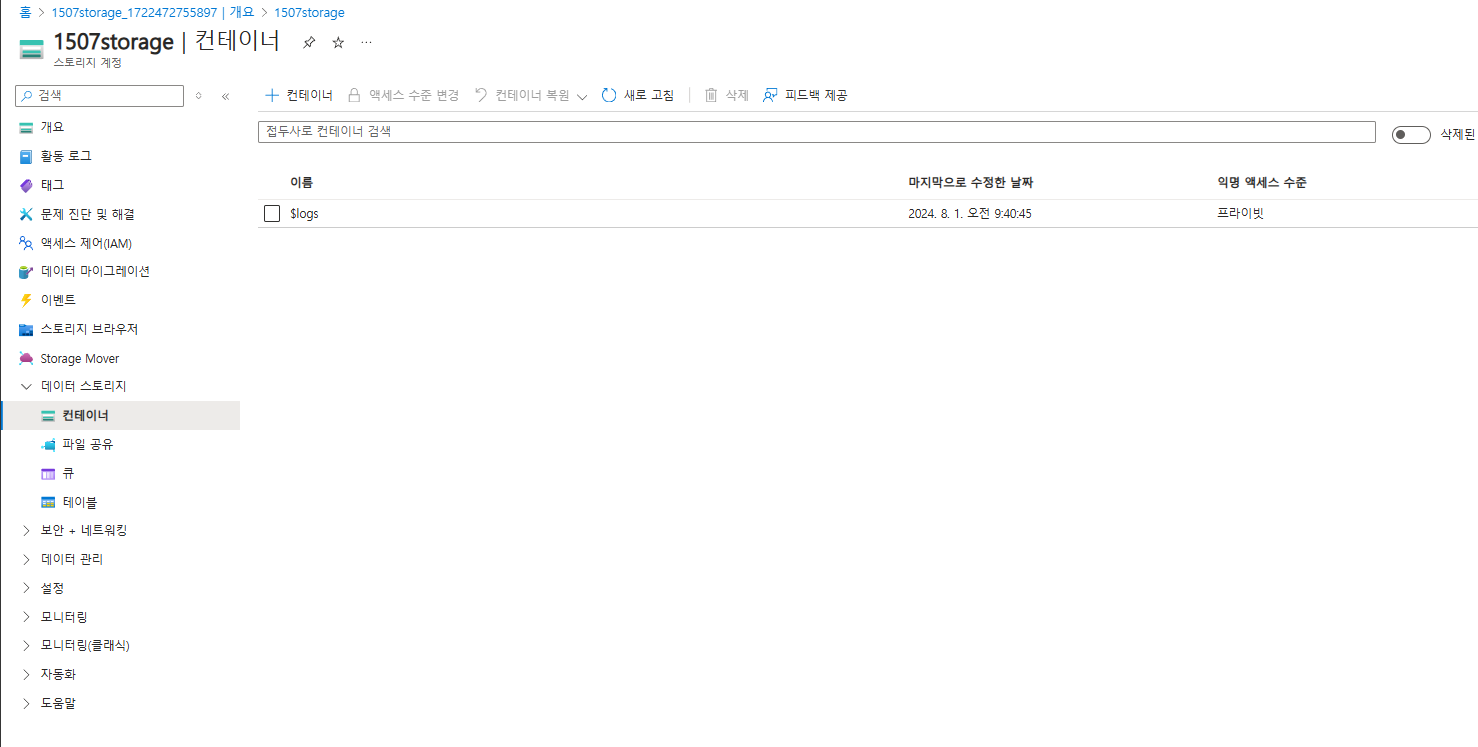 홈 > 1507storage_1722472755897 | 개요 > 1507storage
1507storage | 컨테이너
스토리지 계정
검색
컨테이너 액세스 수준 변경 컨테이너 복원 새로 고침 삭제 피드백 제공
접두사로 컨테이너 검색
삭제된
이름 마지막으로 수정한 날짜 익명 액세스 수준
$logs 2024. 8. 1. 오전 9:40:45 프라이빗
개요
활동 로그
태그
문제 진단 및 해결
액세스 제어(IAM)
데이터 마이그레이션
이벤트
스토리지 브라우저
Storage Mover
데이터 스토리지
컨테이너
파일 공유
큐
테이블
보안 + 네트워킹
데이터 관리
설정
모니터링
모니터링(클래식)
자동화
도움말